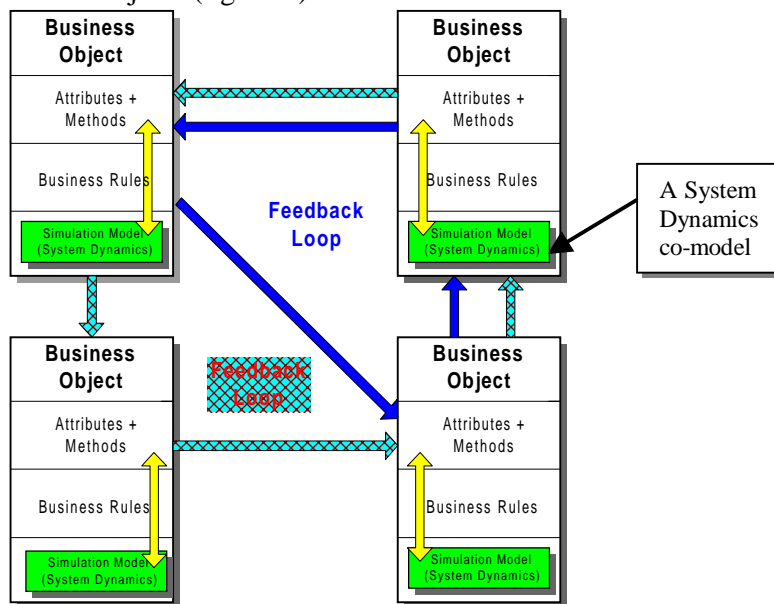 Business
Object
Attributes +
Methods
Business Rules
Simulation Model
(System Dynamics)
Business
Object
Attributes +
Methods
Business Rules
Simulation Model
(System Dynamics)
Feedback
Loop
A System
Dynamics
co-model
Business
Object
Attributes +
Methods
Business Rules
Simulation Model
(System Dynamics)
Feedback
Loop
Business
Object
Attributes +
Methods
Business Rules
Simulation Model
(System Dynamics)